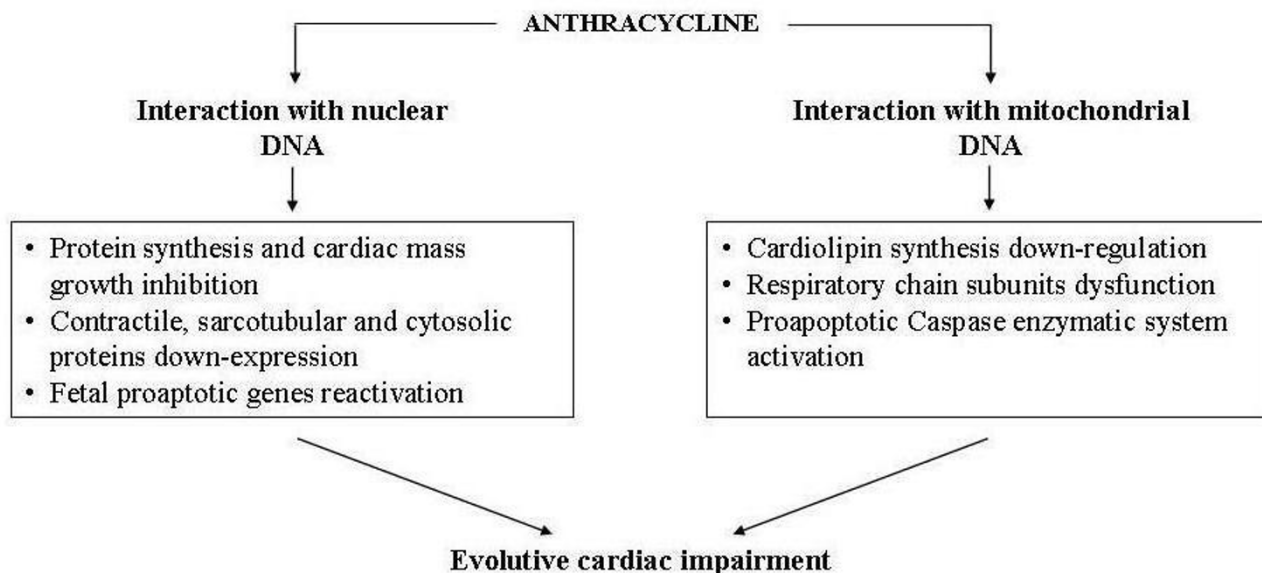 ANTHRACYCLINE
Interaction with nuclear
DNA
• Protein synthesis and cardiac mass
growth inhibition
• Contractile, sarcotubular and cytosolic
proteins down-expression
• Fetal proaptotic genes reactivation
Interaction with mitochondrial
DNA
• Cardiolipin synthesis down-regulation
• Respiratory chain subunits dysfunction
• Proapoptotic Caspase enzymatic system
activation
Evolutive cardiac impairment